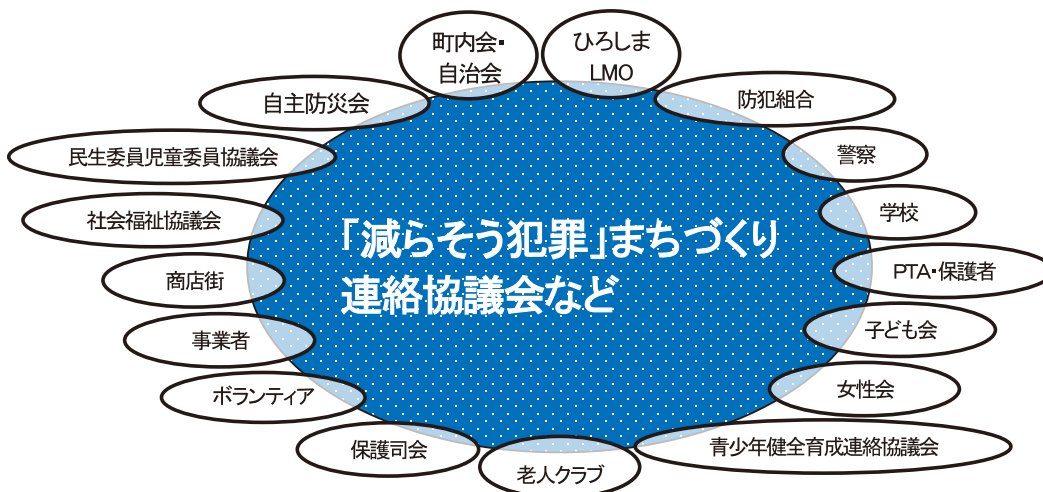 町内会・
自治会
ひろしま
LMO
自主防災会
防犯組合
民生委員児童委員協議会
警察
社会福祉協議会
学校
「減らそう犯罪」まちづくり
連絡協議会など
商店街
PTA・保護者
事業者
子ども会
ボランティア
女性会
保護司会
青少年健全育成連絡協議会
老人クラブ